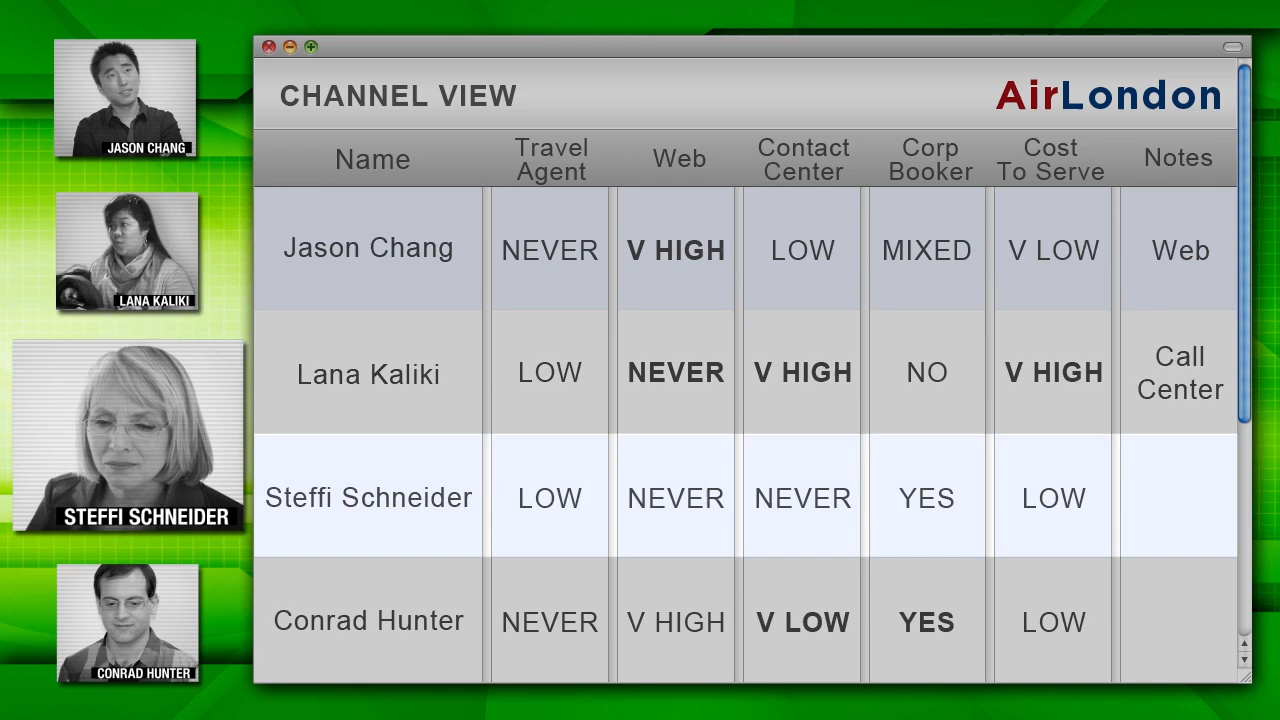 JASON CHANG
LANA KALIKI
STEFFI SCHNEIDER
CONRAD HUNTER
CHANNEL VIEW
AirLondon
Name
Travel
Agent
Web
Contact
Center
Corp
Booker
Cost
To Serve
Notes
Jason Chang NEVER V HIGH LOW MIXED V LOW Web
Lana Kaliki LOW NEVER V HIGH NO V HIGH Call
Center
Steffi Schneider LOW NEVER NEVER YES LOW
Conrad Hunter NEVER V HIGH V LOW YES LOW